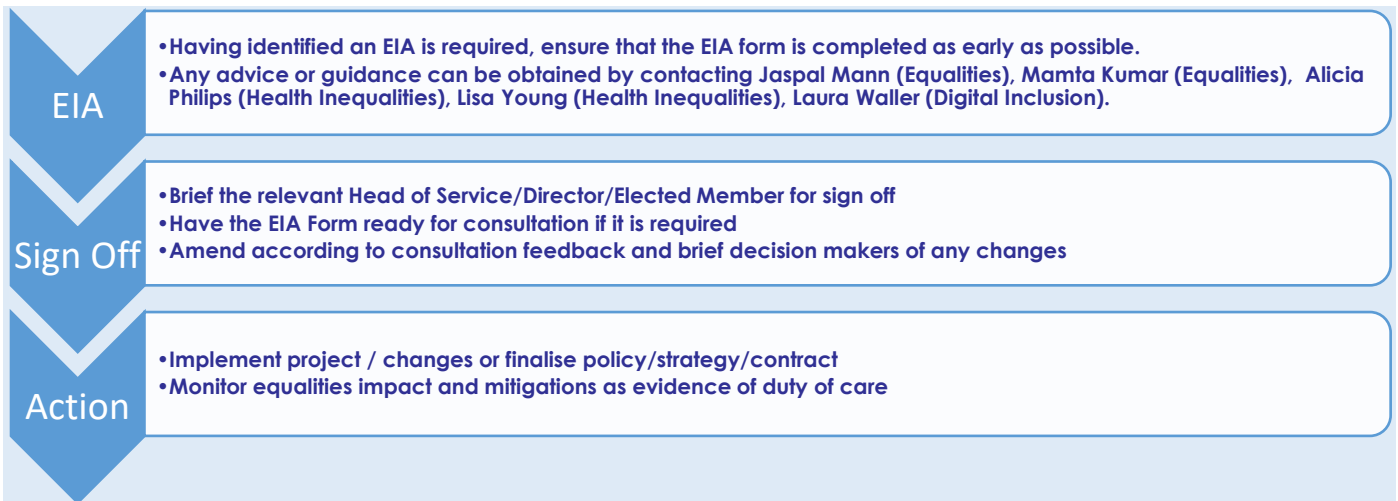 EIA
•Having identified an EIA is required, ensure that the EIA form is completed as early as possible.
•Any advice or guidance can be obtained by contacting Jaspal Mann (Equalities), Mamta Kumar (Equalities),  Alicia
Philips (Health Inequalities), Lisa Young (Health Inequalities), Laura Waller (Digital Inclusion).
Sign Off
•Brief the relevant Head of Service/Director/Elected Member for sign off
•Have the EIA Form ready for consultation if it is required
•Amend according to consultation feedback and brief decision makers of any changes
Action
•Implement project / changes or finalise policy/strategy/contract
•Monitor equalities impact and mitigations as evidence of duty of care